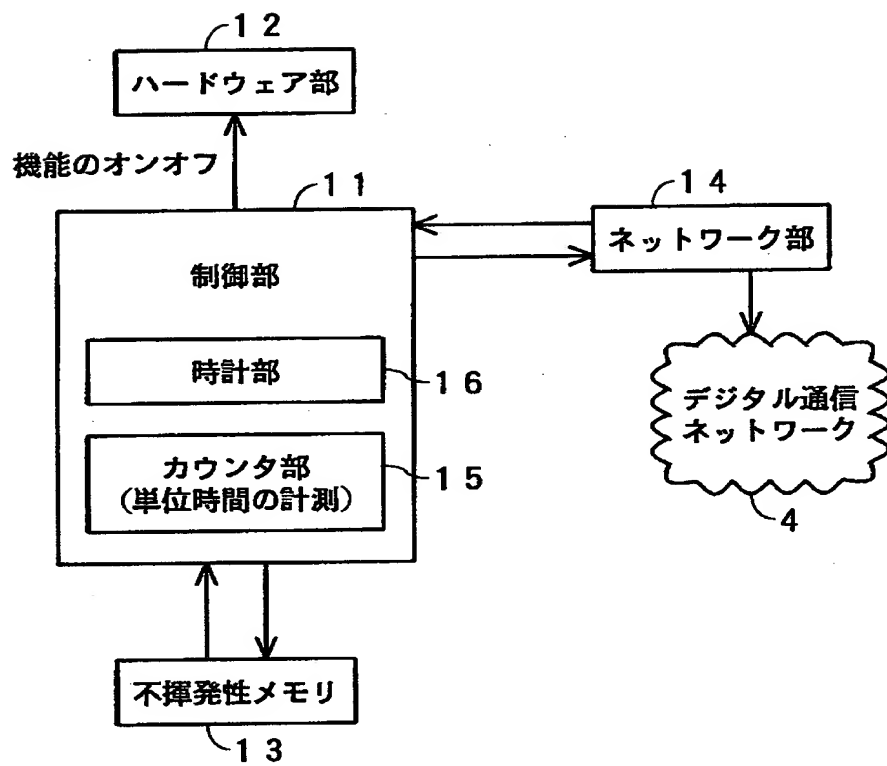 12
ハードウェア部
機能のオンオフ
11
14
ネットワーク部
制御部
時計部
16
カウンタ部
(単位時間の計測)
15
デジタル通信
ネットワーク
4
不揮発性メモリ
13